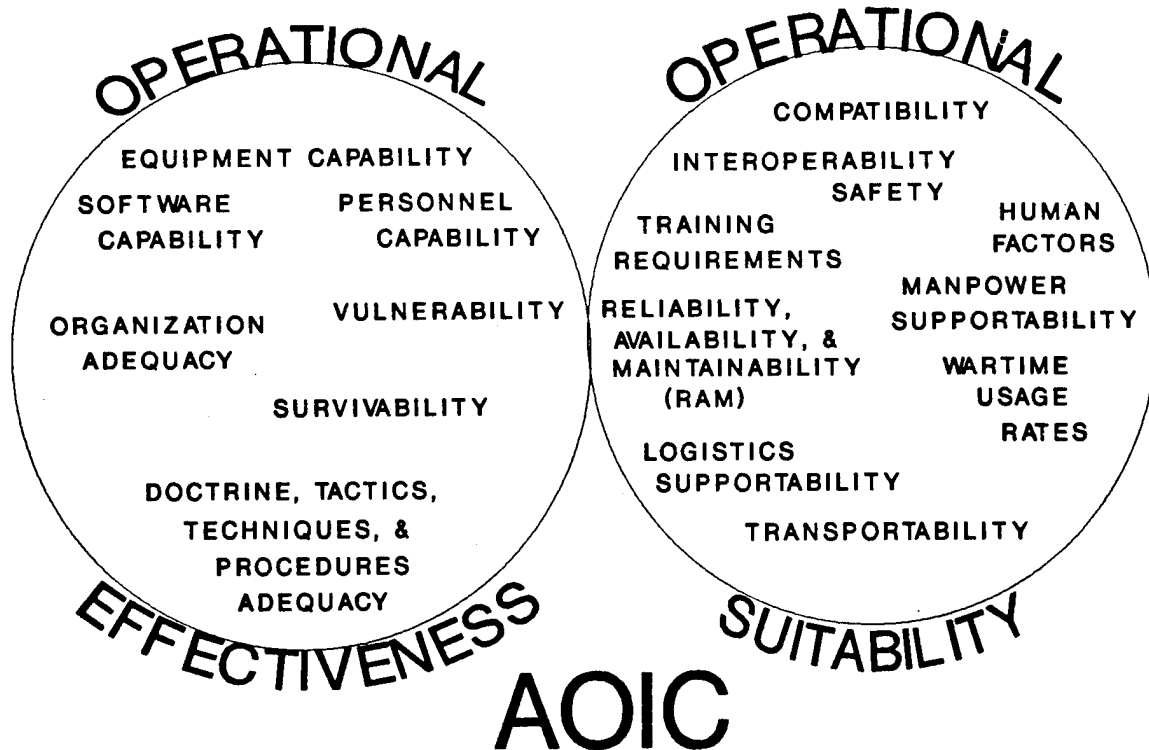 OPERATIONAL
EQUIPMENT CAPABILITY
SOFTWARE
CAPABILITY
PERSONNEL
CAPABILITY
ORGANIZATION
ADEQUACY
VULNERABILITY
SURVIVABILITY
DOCTRINE, TACTICS,
TECHNIQUES, &
PROCEDURES
ADEQUACY
EFFECTIVENESS
OPERATIONAL
COMPATIBILITY
INTEROPERABILITY
SAFETY
TRAINING
REQUIREMENTS
HUMAN
FACTORS
MANPOWER
SUPPORTABILITY
RELIABILITY,
AVAILABILITY, &
MAINTAINABILITY
(RAM)
WARTIME
USAGE
RATES
LOGISTICS
SUPPORTABILITY
TRANSPORTABILITY
SUITABILITY
AOIC